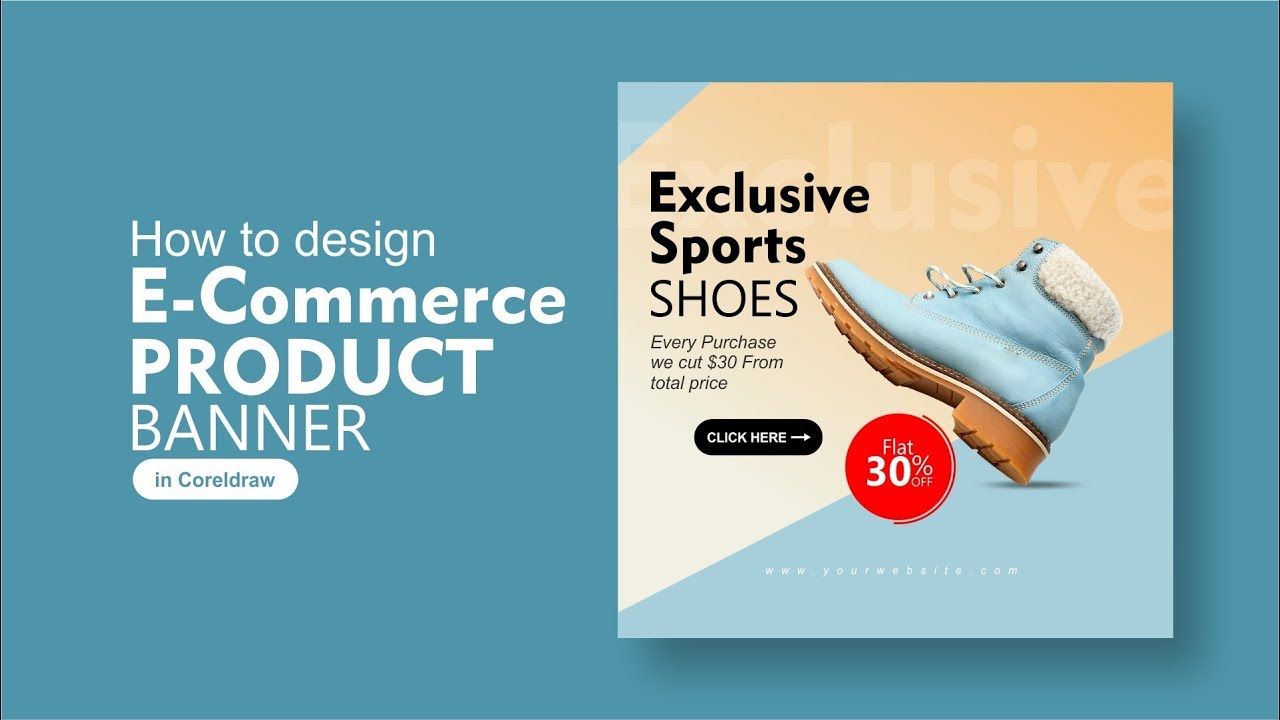 How to design
E-Commerce
PRODUCT
BANNER
in Coreldraw
Exclusive
Exclusive
Sports
SHOES
Every Purchase
we cut $30 From
total price
CLICK HERE
Flat
30%
OFF
www.yourwebsite.com